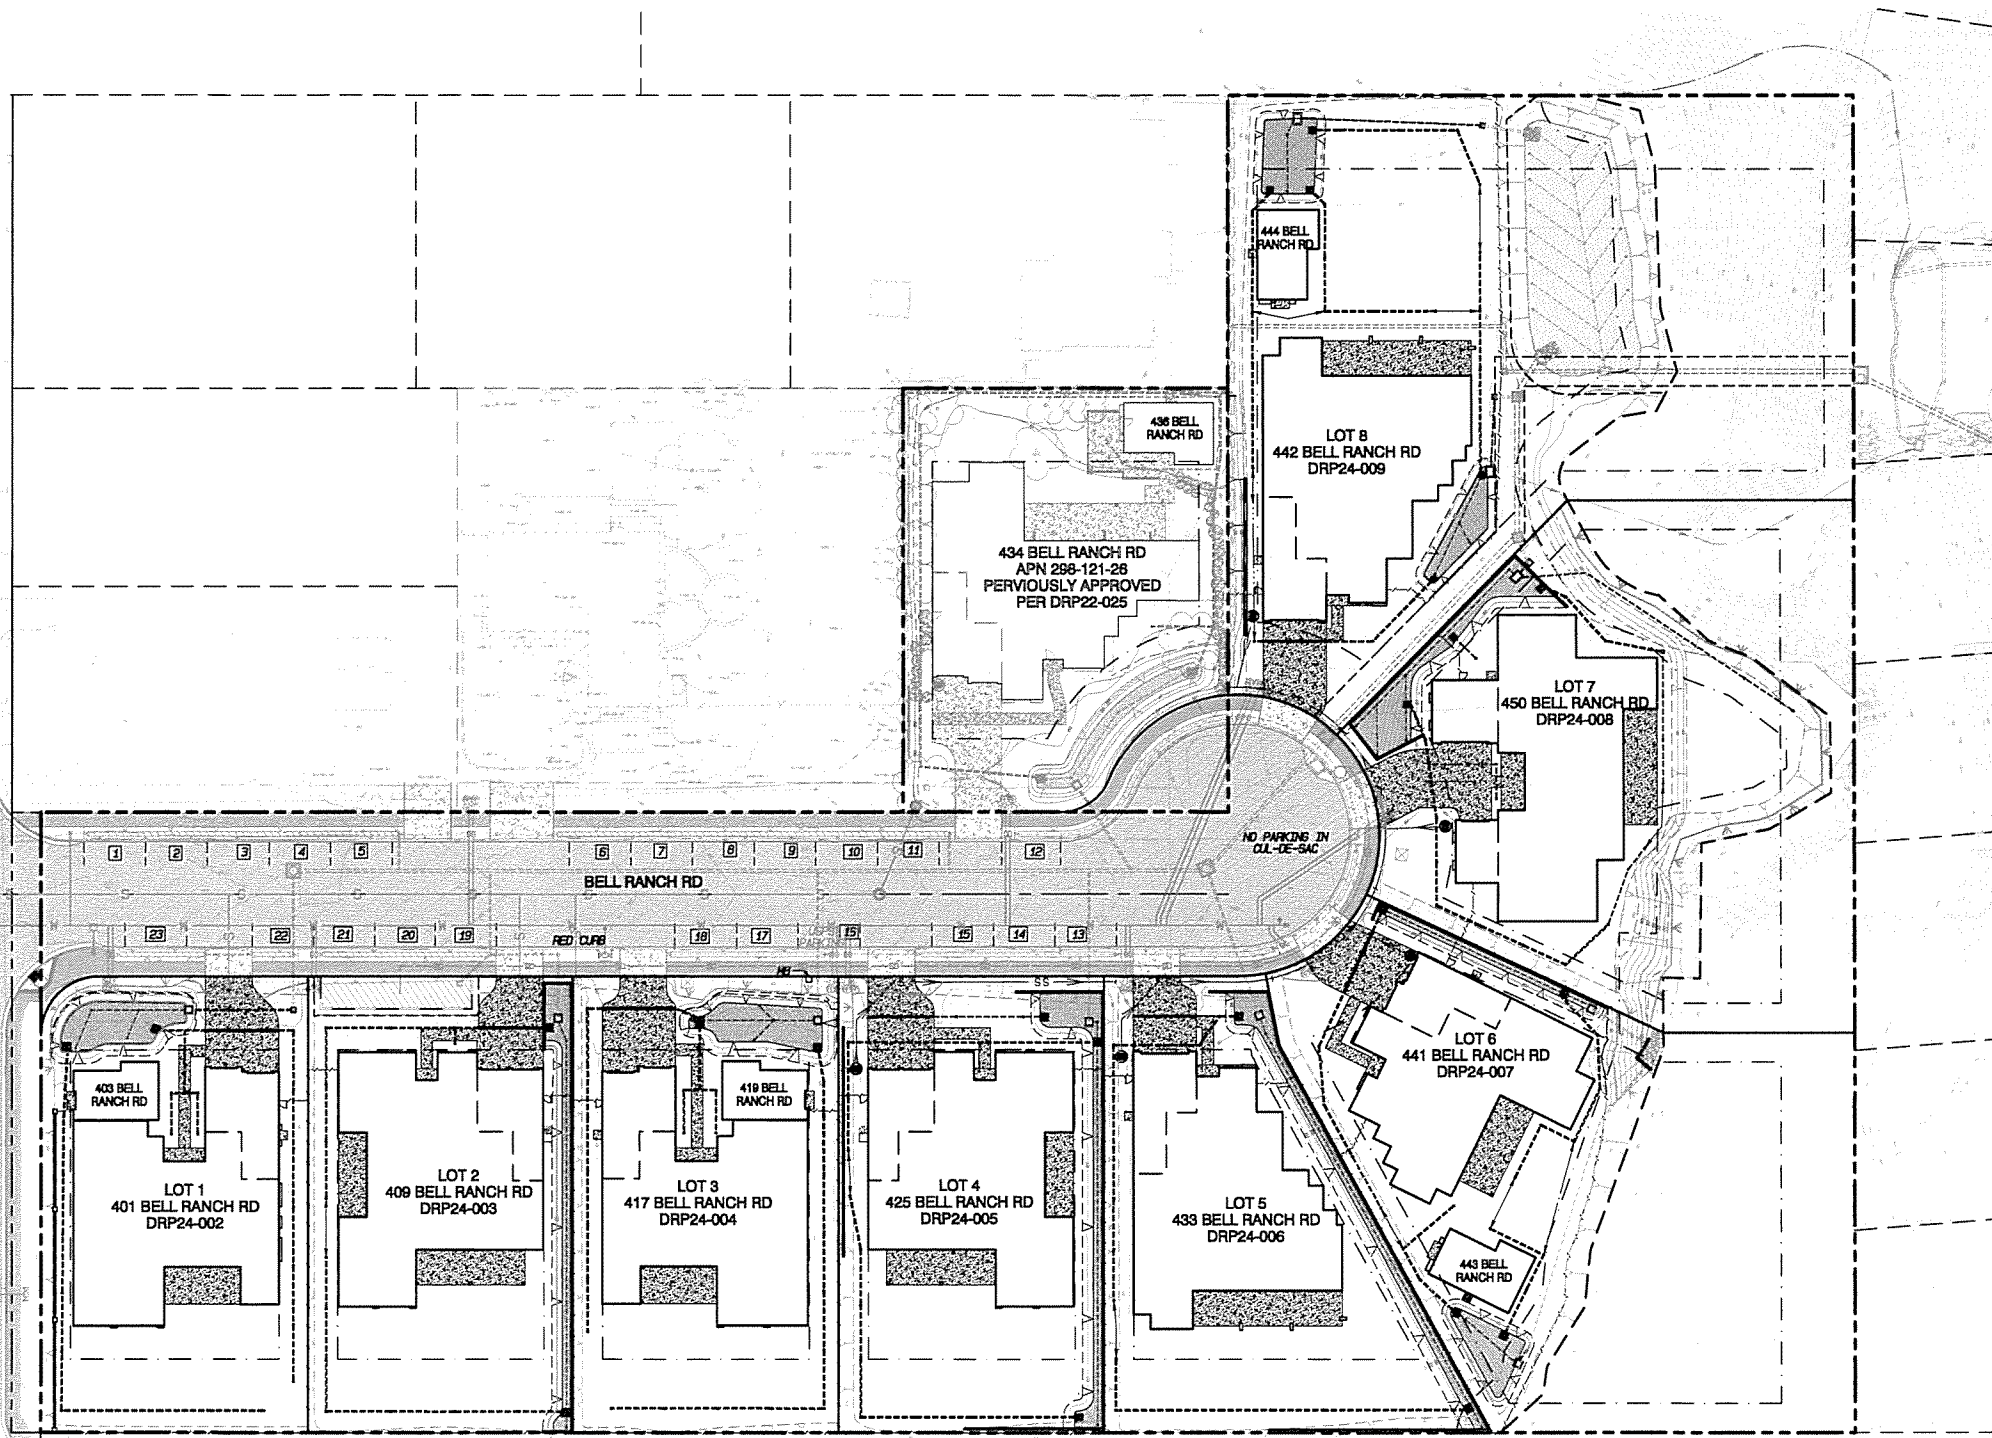 444 BELL
RANCH RD
436 BELL
RANCH RD
LOT 8
442 BELL RANCH RD
DRP24-009
434 BELL RANCH RD
APN 298-121-26
PERVIOUSLY APPROVED
PER DRP22-025
LOT 7
450 BELL RANCH RD
DRP24-008
NO PARKING IN
CUL-DE-SAC
1 2 3 4 5 6 7 8 9 10 11 12
BELL RANCH RD
23 22 21 20 19 18 17 15 15 14 13
RED CURB
MB
SS
LOT 6
441 BELL RANCH RD
DRP24-007
403 BELL
RANCH RD
419 BELL
RANCH RD
LOT 1
401 BELL RANCH RD
DRP24-002
LOT 2
409 BELL RANCH RD
DRP24-003
LOT 3
417 BELL RANCH RD
DRP24-004
LOT 4
425 BELL RANCH RD
DRP24-005
LOT 5
433 BELL RANCH RD
DRP24-006
443 BELL
RANCH RD